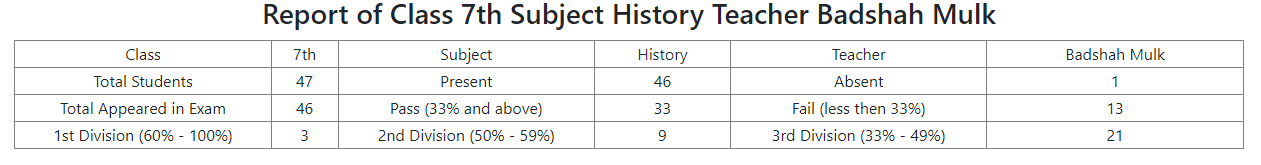 Report of Class 7th Subject History Teacher Badshah Mulk
Class 7th Subject History Teacher Badshah Mulk
Total Students 47 Present 46 Absent 1
Total Appeared in Exam 46 Pass (33% and above) 33 Fail (less then 33%) 13
1st Division (60% - 100%) 3 2nd Division (50% - 59%) 9 3rd Division (33% - 49%) 21